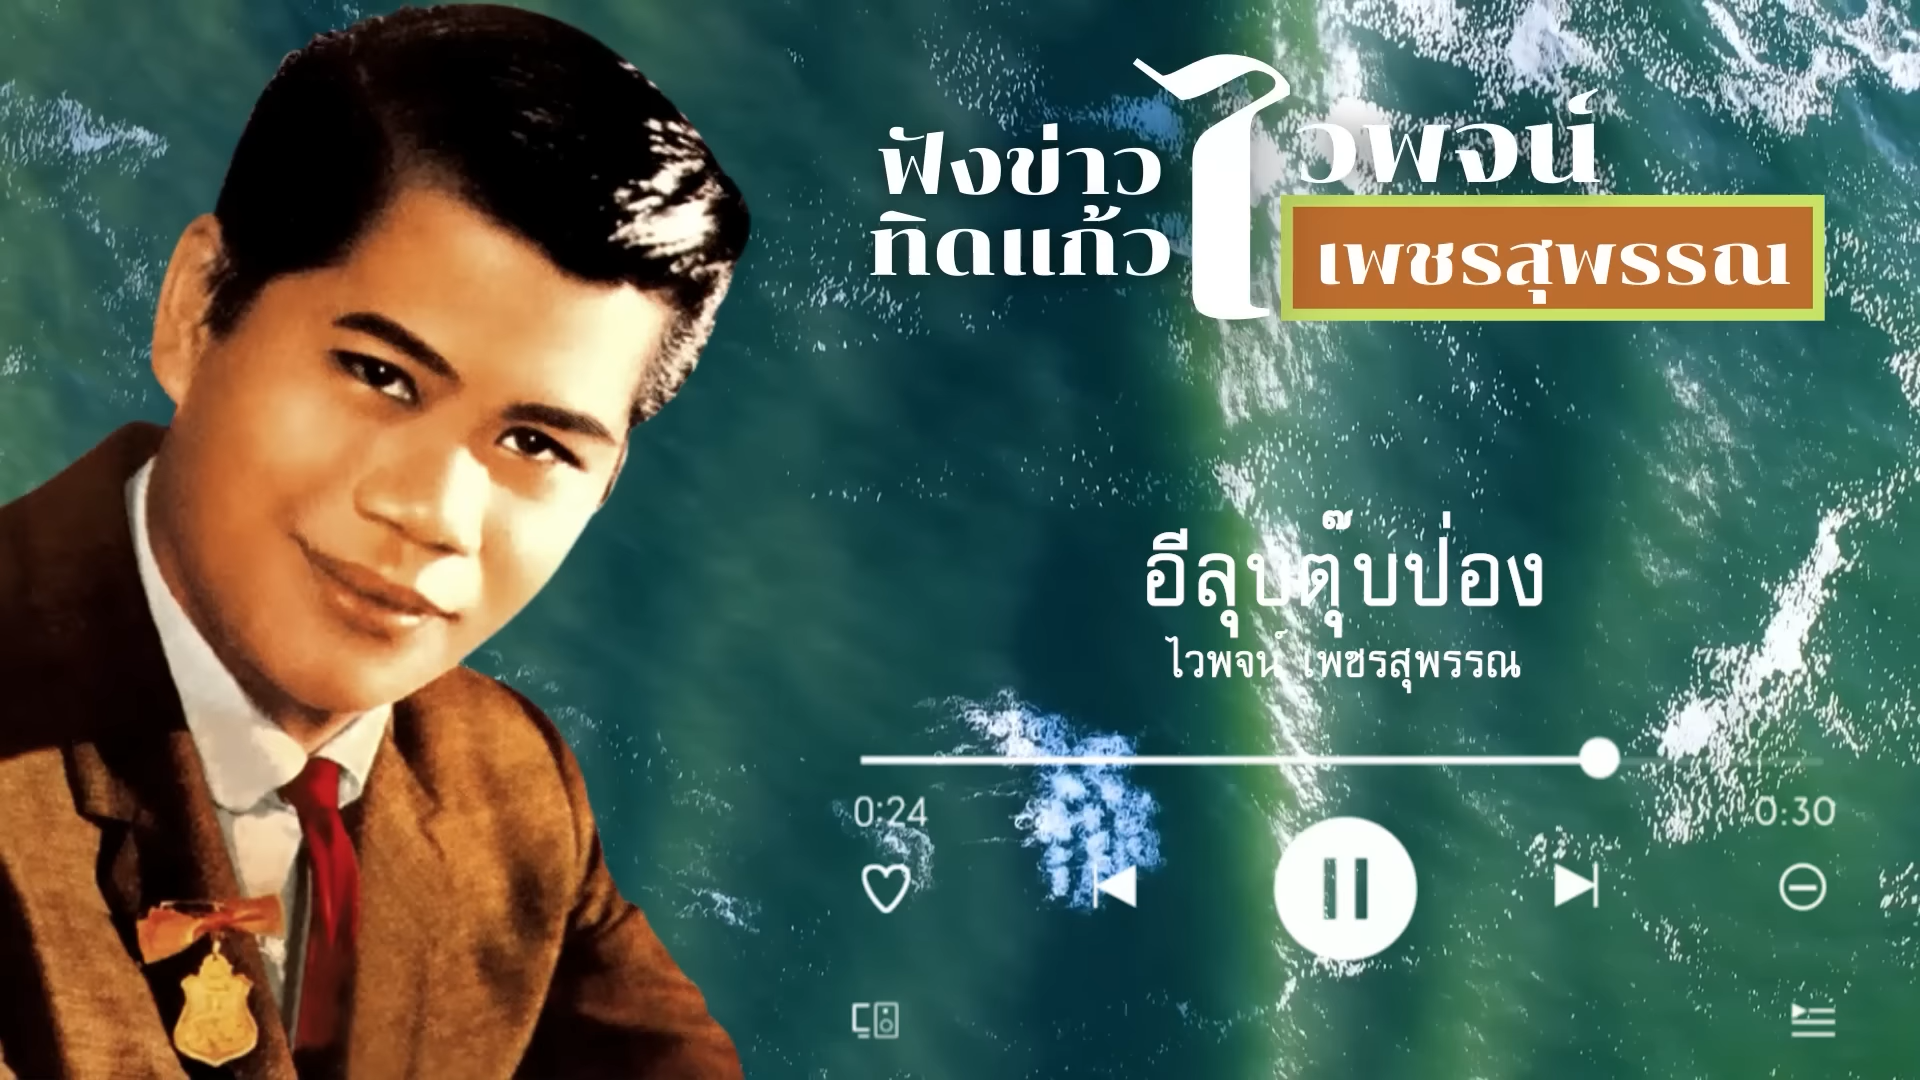 ฟังข่าว
ทิดแก้ว
ไวพจน์
เพชรสุพรรณ
อีลุบตุ๊บป่อง
ไวพจน์ เพชรสุพรรณ
0:24
0:30